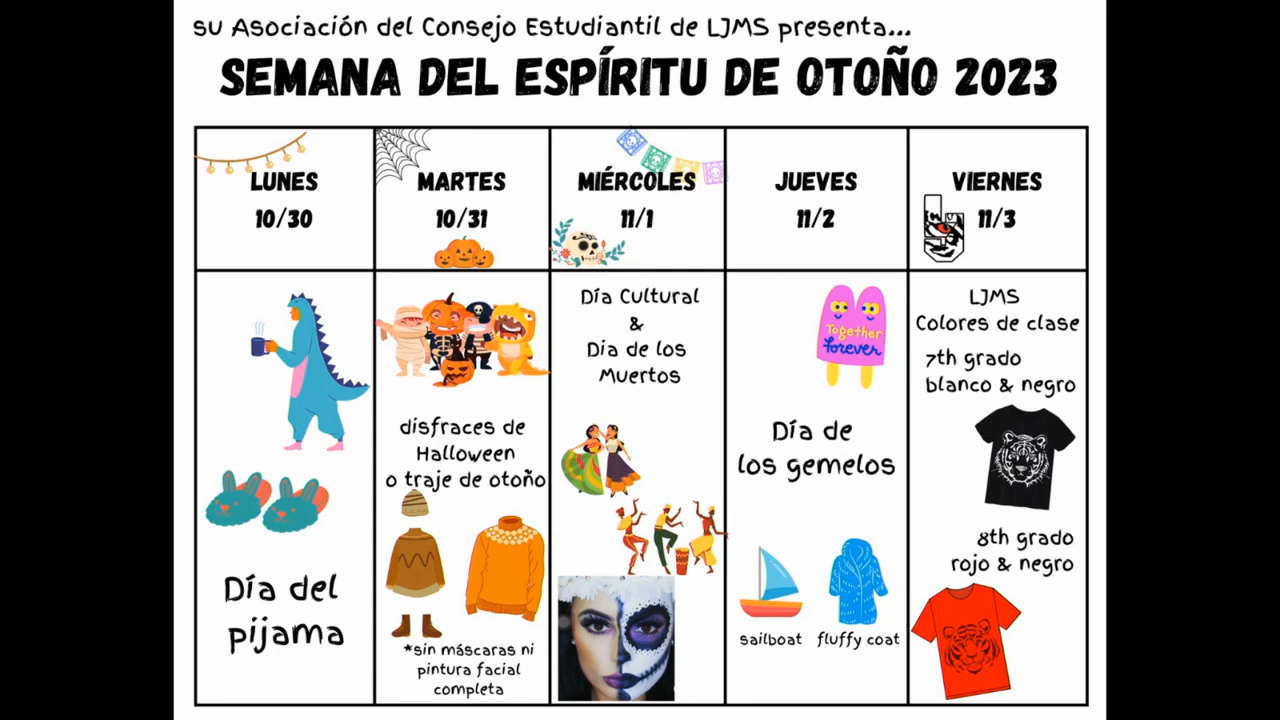 su Asociación del Consejo Estudiantil de LJMS presenta...
SEMANA DEL ESPÍRITU DE OTOÑO 2023
LUNES
10/30
Día del
pijama
MARTES
10/31
disfraces de
Halloween
o traje de otoño
*sin máscaras ni
pintura facial
completa
MIÉRCOLES
11/1
Día Cultural
&
Dia de los
Muertos
JUEVES
11/2
Together
forever
Día de
los gemelos
sailboat fluffy coat
VIERNES
11/3
LJMS
Colores de clase
7th grado
blanco & negro
8th grado
rojo & negro